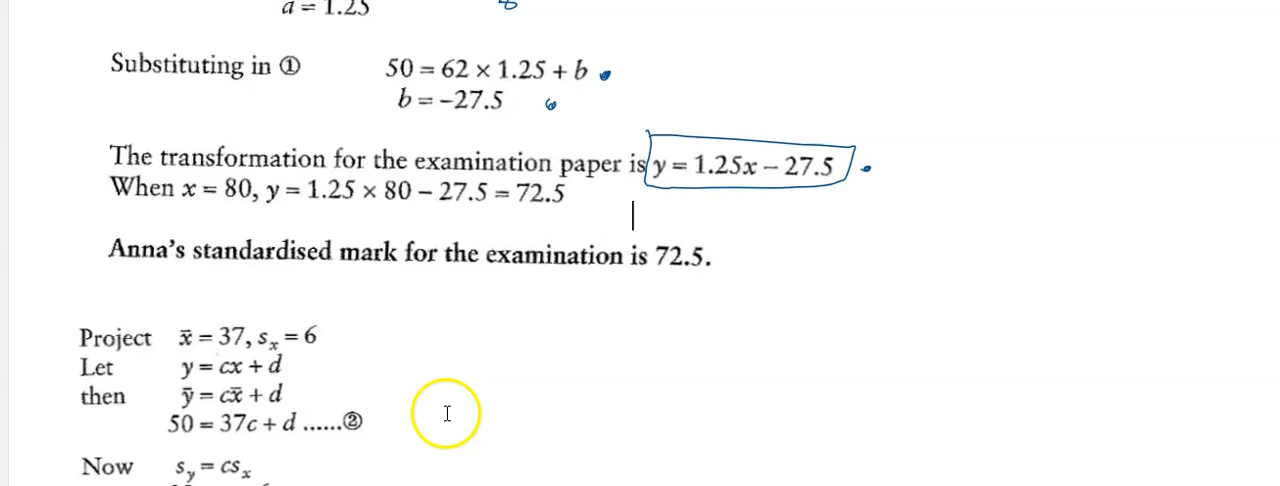 a = 1.25
Substituting in ① 50 = 62 × 1.25 + b
b = −27.5
The transformation for the examination paper is y = 1.25x − 27.5
When x = 80, y = 1.25 × 80 − 27.5 = 72.5
Anna's standardised mark for the examination is 72.5.
Project x̄ = 37, sₓ = 6
Let y = cx + d
then ȳ = cx̄ + d
50 = 37c + d ......②
Now s_y = csₓ